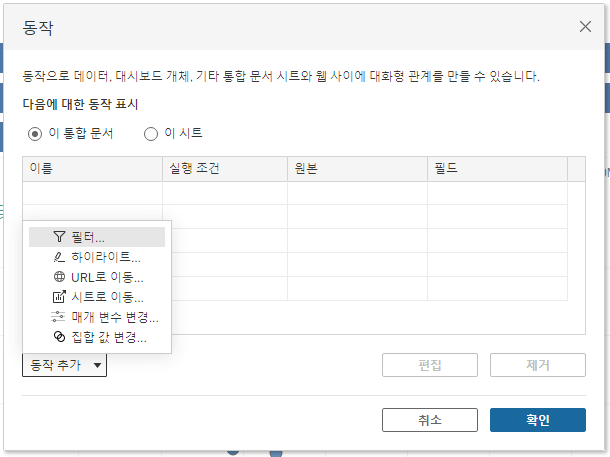 동작
동작으로 데이터, 대시보드 개체, 기타 통합 문서 시트와 웹 사이에 대화형 관계를 만들 수 있습니다.
다음에 대한 동작 표시
이 통합 문서 이 시트
이름 실행 조건 원본 필드
필터...
하이라이트...
URL로 이동...
시트로 이동...
매개 변수 변경...
집합 값 변경...
동작 추가 편집 제거
취소 확인